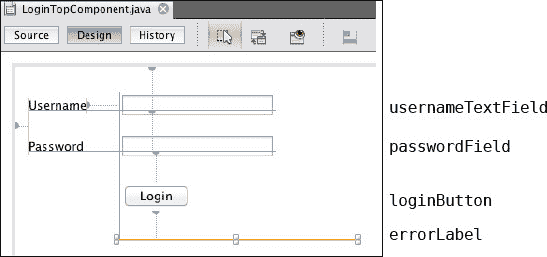 LoginTopComponent.java
Source Design History
Username usernameTextField
Password passwordField
Login loginButton
errorLabel